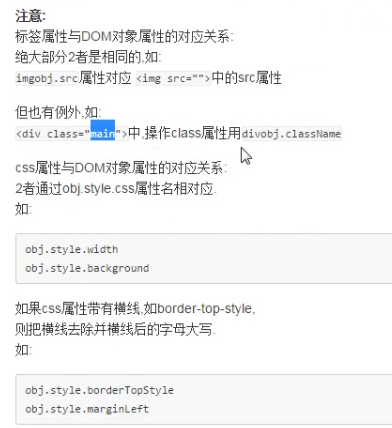 注意:
标签属性与DOM对象属性的对应关系:
绝大部分2者是相同的,如:
imgobj.src属性对应 <img src="">中的src属性
但也有例外,如:
<div class="main">中,操作class属性用divobj.className
css属性与DOM对象属性的对应关系:
2者通过obj.style.css属性名相对应.
如:
obj.style.width
obj.style.background
如果css属性带有横线,如border-top-style,
则把横线去除并横线后的字母大写.
如:
obj.style.borderTopStyle
obj.style.marginLeft